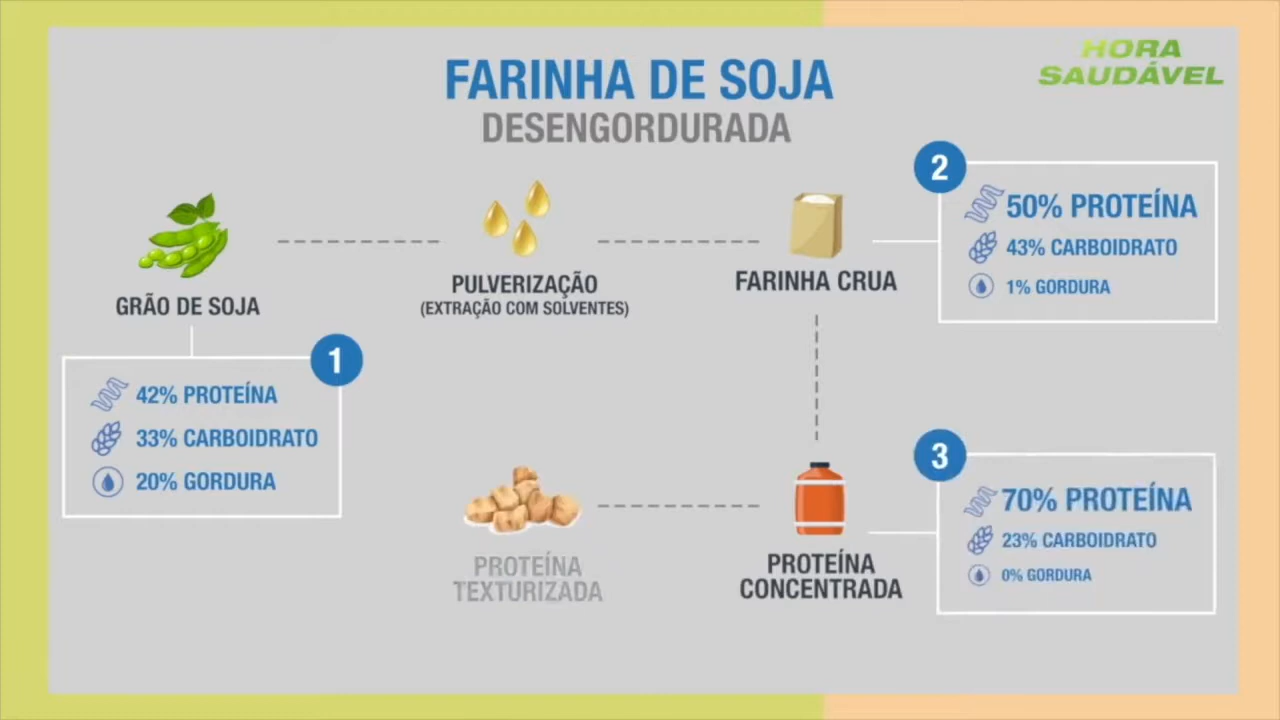 HORA
SAUDÁVEL
FARINHA DE SOJA
DESENGORDURADA
GRÃO DE SOJA
1
42% PROTEÍNA
33% CARBOIDRATO
20% GORDURA
PULVERIZAÇÃO
(EXTRAÇÃO COM SOLVENTES)
FARINHA CRUA
2
50% PROTEÍNA
43% CARBOIDRATO
1% GORDURA
PROTEÍNA
CONCENTRADA
3
70% PROTEÍNA
23% CARBOIDRATO
0% GORDURA
PROTEÍNA
TEXTURIZADA